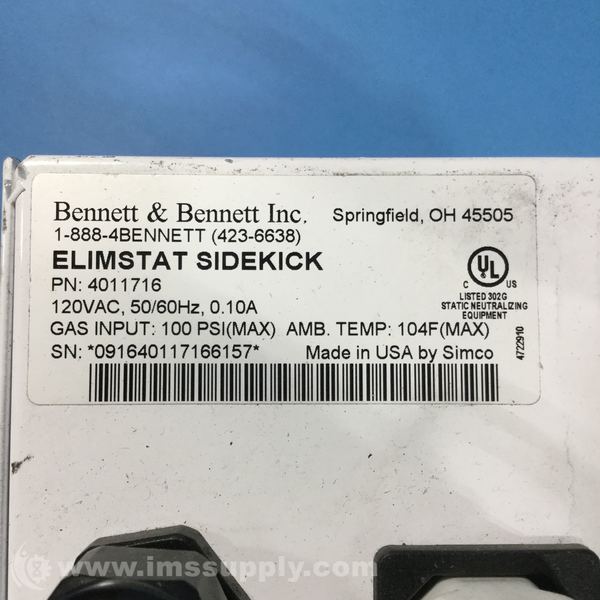 Bennett & Bennett Inc. Springfield, OH 45505
1-888-4BENNETT (423-6638)
ELIMSTAT SIDEKICK
PN: 4011716
120VAC, 50/60Hz, 0.10A
GAS INPUT: 100 PSI(MAX) AMB. TEMP: 104F(MAX)
SN: *091640117166157* Made in USA by Simco
UL
C US
LISTED 302G
STATIC NEUTRALIZING
EQUIPMENT
4722910
www.imssupply.com